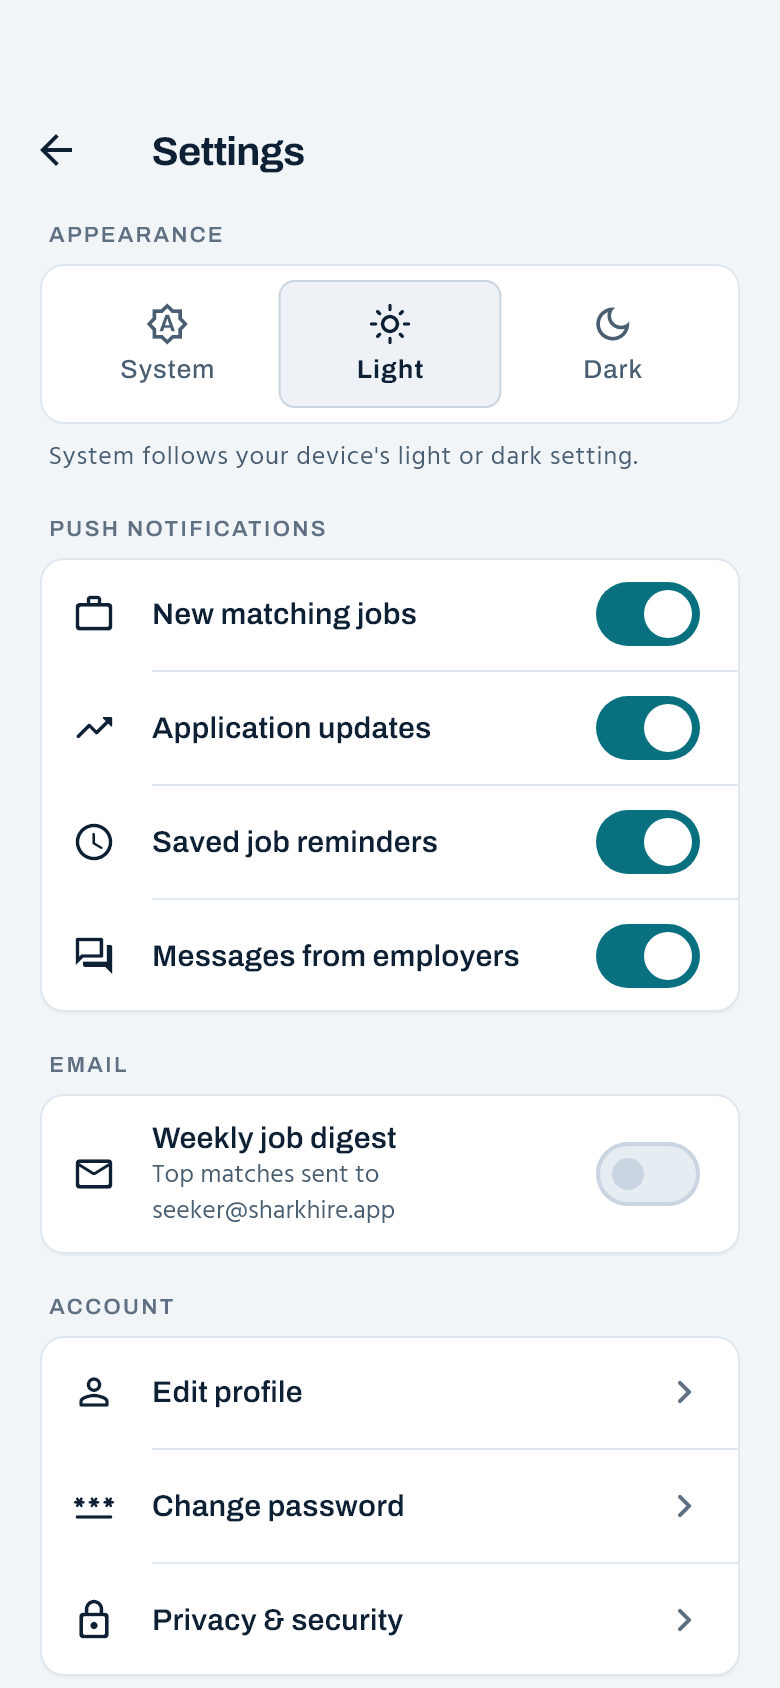 Settings
APPEARANCE
System
Light
Dark
System follows your device's light or dark setting.
PUSH NOTIFICATIONS
New matching jobs
Application updates
Saved job reminders
Messages from employers
EMAIL
Weekly job digest
Top matches sent to
seeker@sharkhire.app
ACCOUNT
Edit profile
Change password
Privacy & security